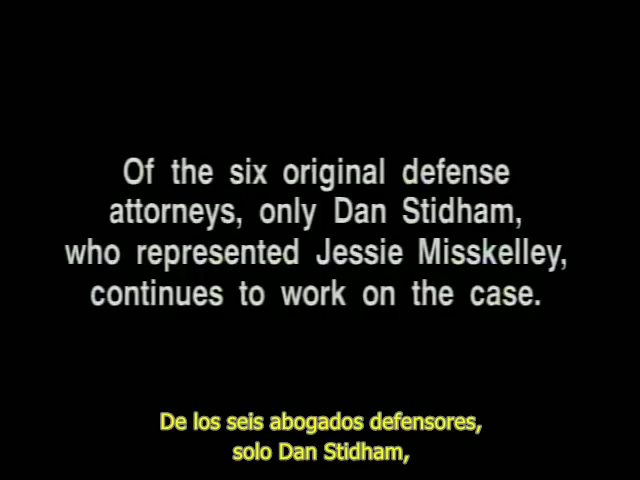 Of the six original defense
attorneys, only Dan Stidham,
who represented Jessie Misskelley,
continues to work on the case.
De los seis abogados defensores,
solo Dan Stidham,